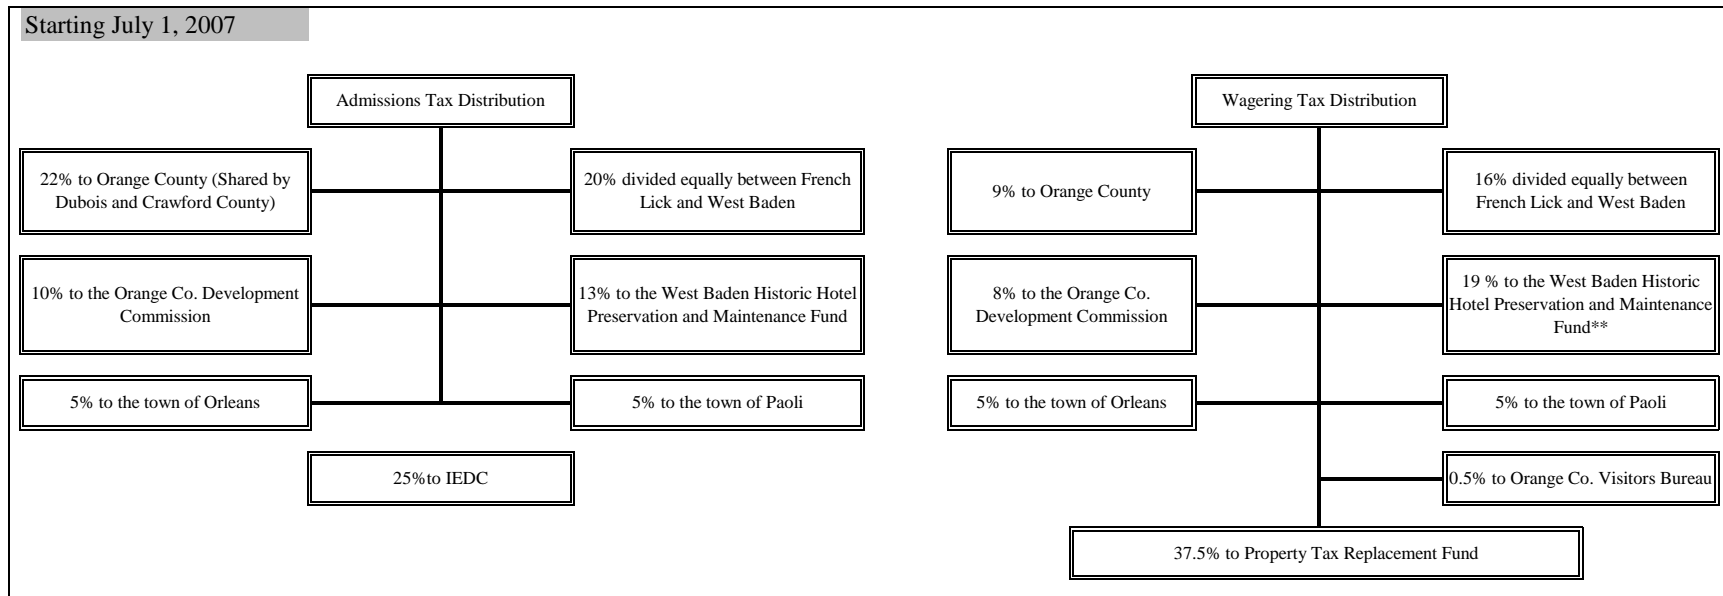 Starting July 1, 2007
Admissions Tax Distribution
22% to Orange County (Shared by
Dubois and Crawford County)
20% divided equally between French
Lick and West Baden
10% to the Orange Co. Development
Commission
13% to the West Baden Historic Hotel
Preservation and Maintenance Fund
5% to the town of Orleans
5% to the town of Paoli
25%to IEDC
Wagering Tax Distribution
9% to Orange County
16% divided equally between
French Lick and West Baden
8% to the Orange Co.
Development Commission
19 % to the West Baden Historic
Hotel Preservation and Maintenance
Fund**
5% to the town of Orleans
5% to the town of Paoli
0.5% to Orange Co. Visitors Bureau
37.5% to Property Tax Replacement Fund